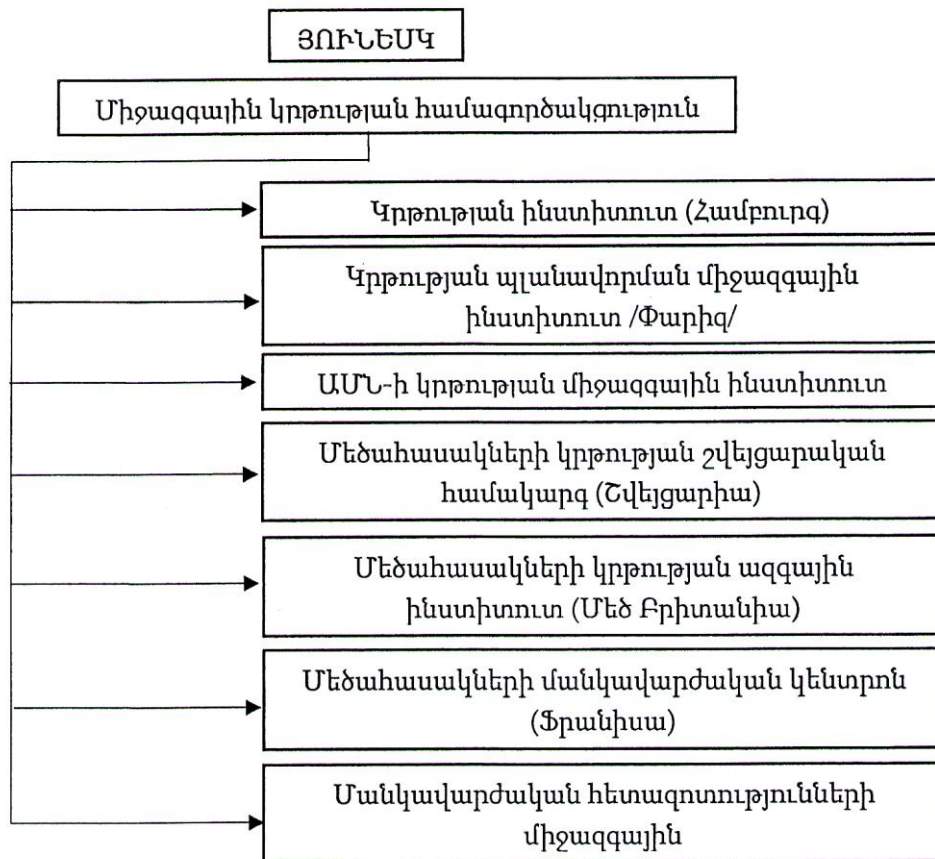 ՅՈՒՆԵՍԿ
Միջազգային կրթության համագործակցություն
Կրթության ինստիտուտ (Համբուրգ)
Կրթության պլանավորման միջազգային
ինստիտուտ /Փարիզ/
ԱՄՆ-ի կրթության միջազգային ինստիտուտ
Մեծահասակների կրթության շվեյցարական
համակարգ (Շվեյցարիա)
Մեծահասակների կրթության ազգային
ինստիտուտ (Մեծ Բրիտանիա)
Մեծահասակների մանկավարժական կենտրոն
(Ֆրանիսա)
Մանկավարժական հետազոտությունների
միջազգային